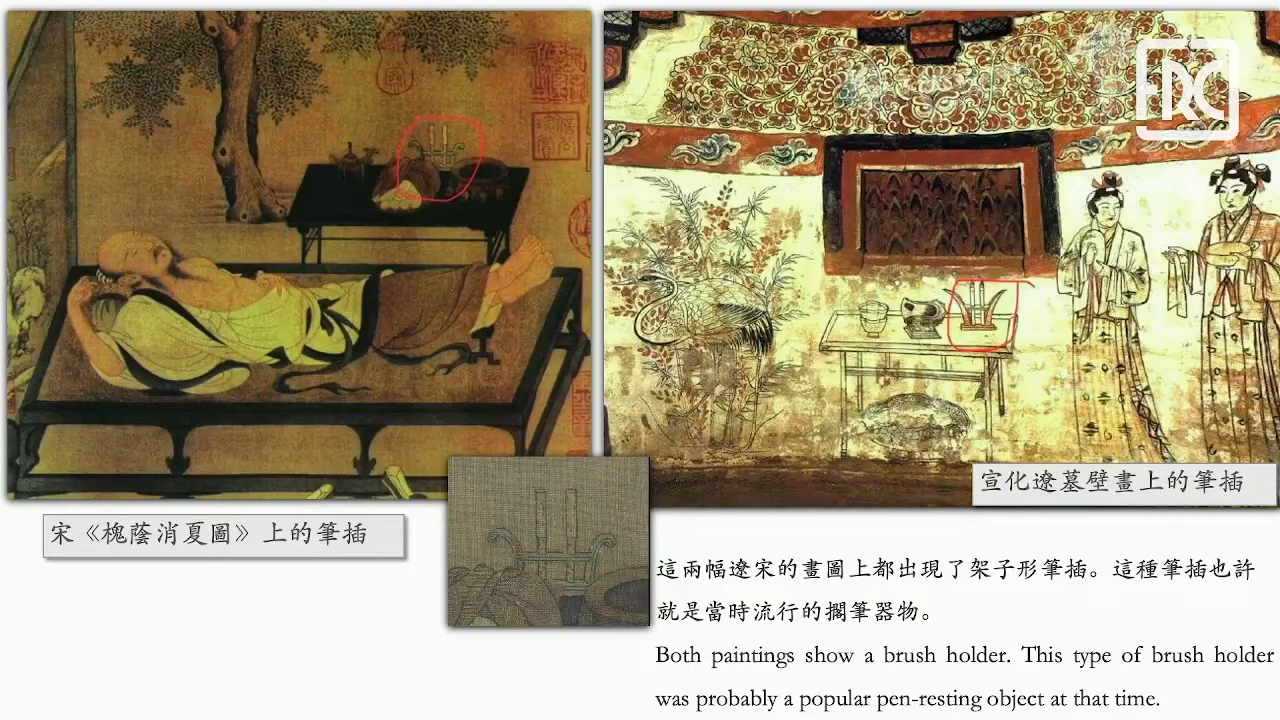 ERC
宋《槐蔭消夏圖》上的筆插
宣化遼墓壁畫上的筆插
這兩幅遼宋的畫圖上都出現了架子形筆插。這種筆插也許
就是當時流行的擱筆器物。
Both paintings show a brush holder. This type of brush holder
was probably a popular pen-resting object at that time.